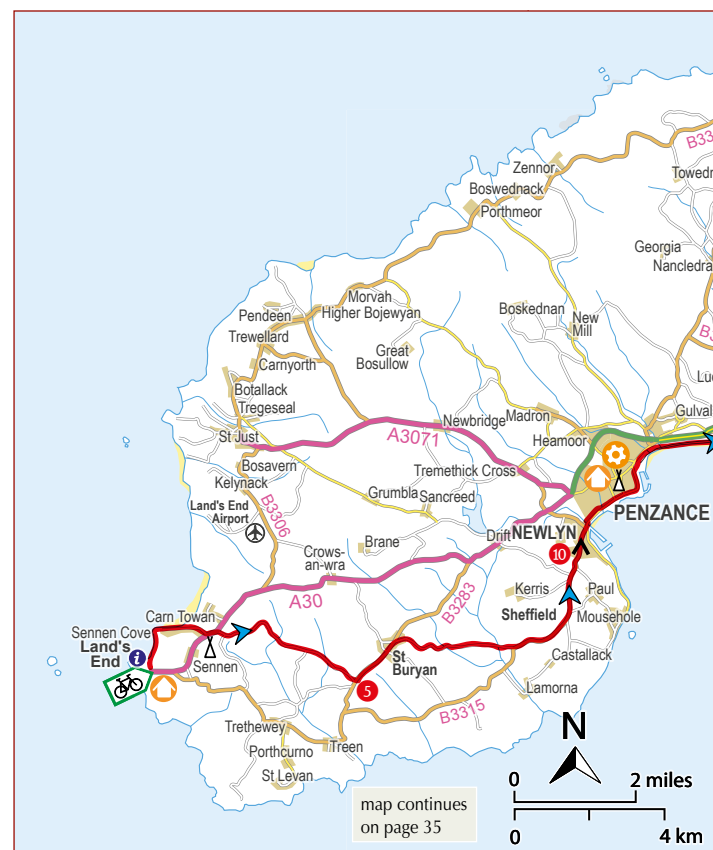 B33
Zennor
Towedn
Boswednack
Porthmeor
Georgia
Nancledra
Morvah
Higher Bojewyan
Pendeen
Boskednan
New
Mill
Trewellard
B3
Great
Bosullow
Carnyorth
Luc
Botallack
Tregeseal
Madron
Gulval
Newbridge
St Just
A3071
Heamoor
Bosavern
Tremethick Cross
Kelynack
Grumbla
Sancreed
Land's End
Airport
B3306
PENZANCE
Drift
NEWLYN
Brane
Crows-
an-wra
10
A30
B3283
Kerris
Paul
Sheffield
Mousehole
Carn Towan
Sennen Cove
Land's
End
i
Sennen
St
Buryan
Castallack
5
Lamorna
B3315
Trethewey
Treen
Porthcurno
St Levan
N
0
2 miles
map continues
on page 35
0
4 km